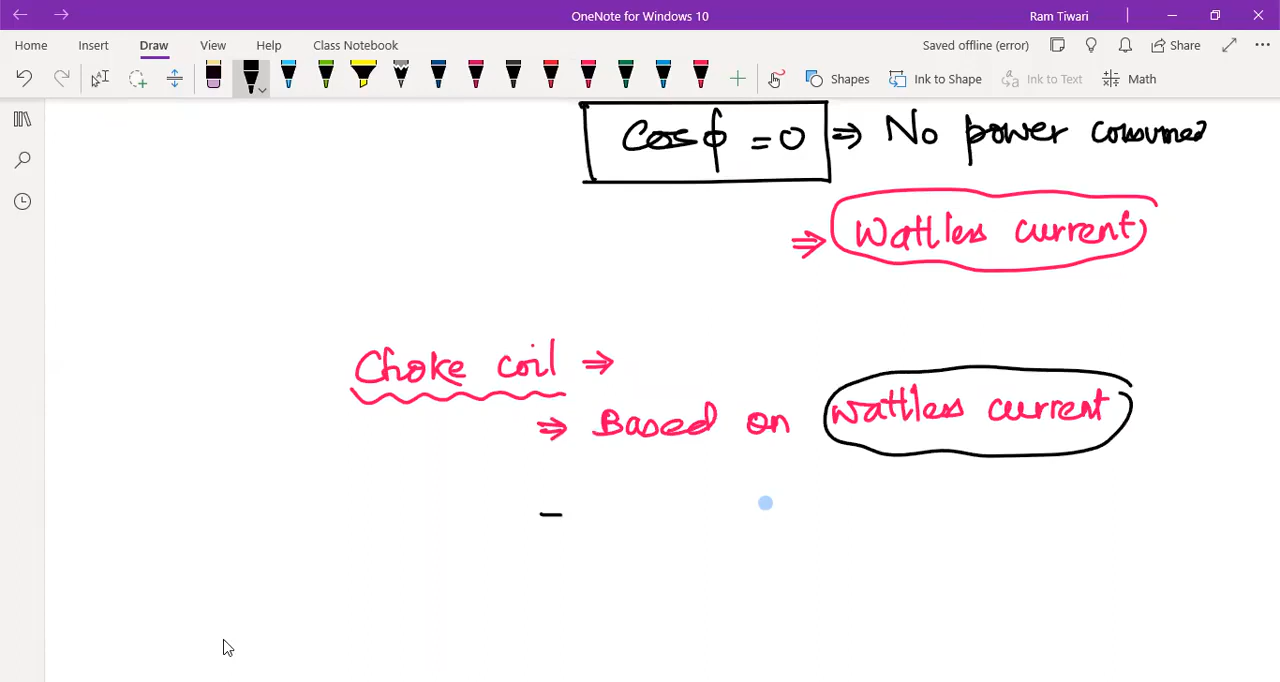 OneNote for Windows 10
Ram Tiwari
Home
Insert
Draw
View
Help
Class Notebook
Saved offline (error)
Share
Shapes
Ink to Shape
Ink to Text
Math
Cosϕ = 0 ⇒ No power consumed
⇒ Wattless current
Choke coil ⇒
⇒ Based on Wattless current
–